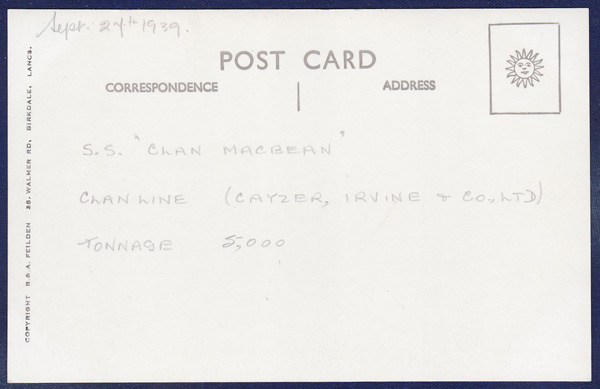 Sept. 27th 1939.
POST CARD
CORRESPONDENCE
ADDRESS
S.S. "CLAN MACBEAN"
CLAN LINE (CAYZER, IRVINE & CO., LTD)
TONNAGE 5,000
COPYRIGHT B & A. FEILDEN 28, WALMER RD, BIRKDALE, LANCS.